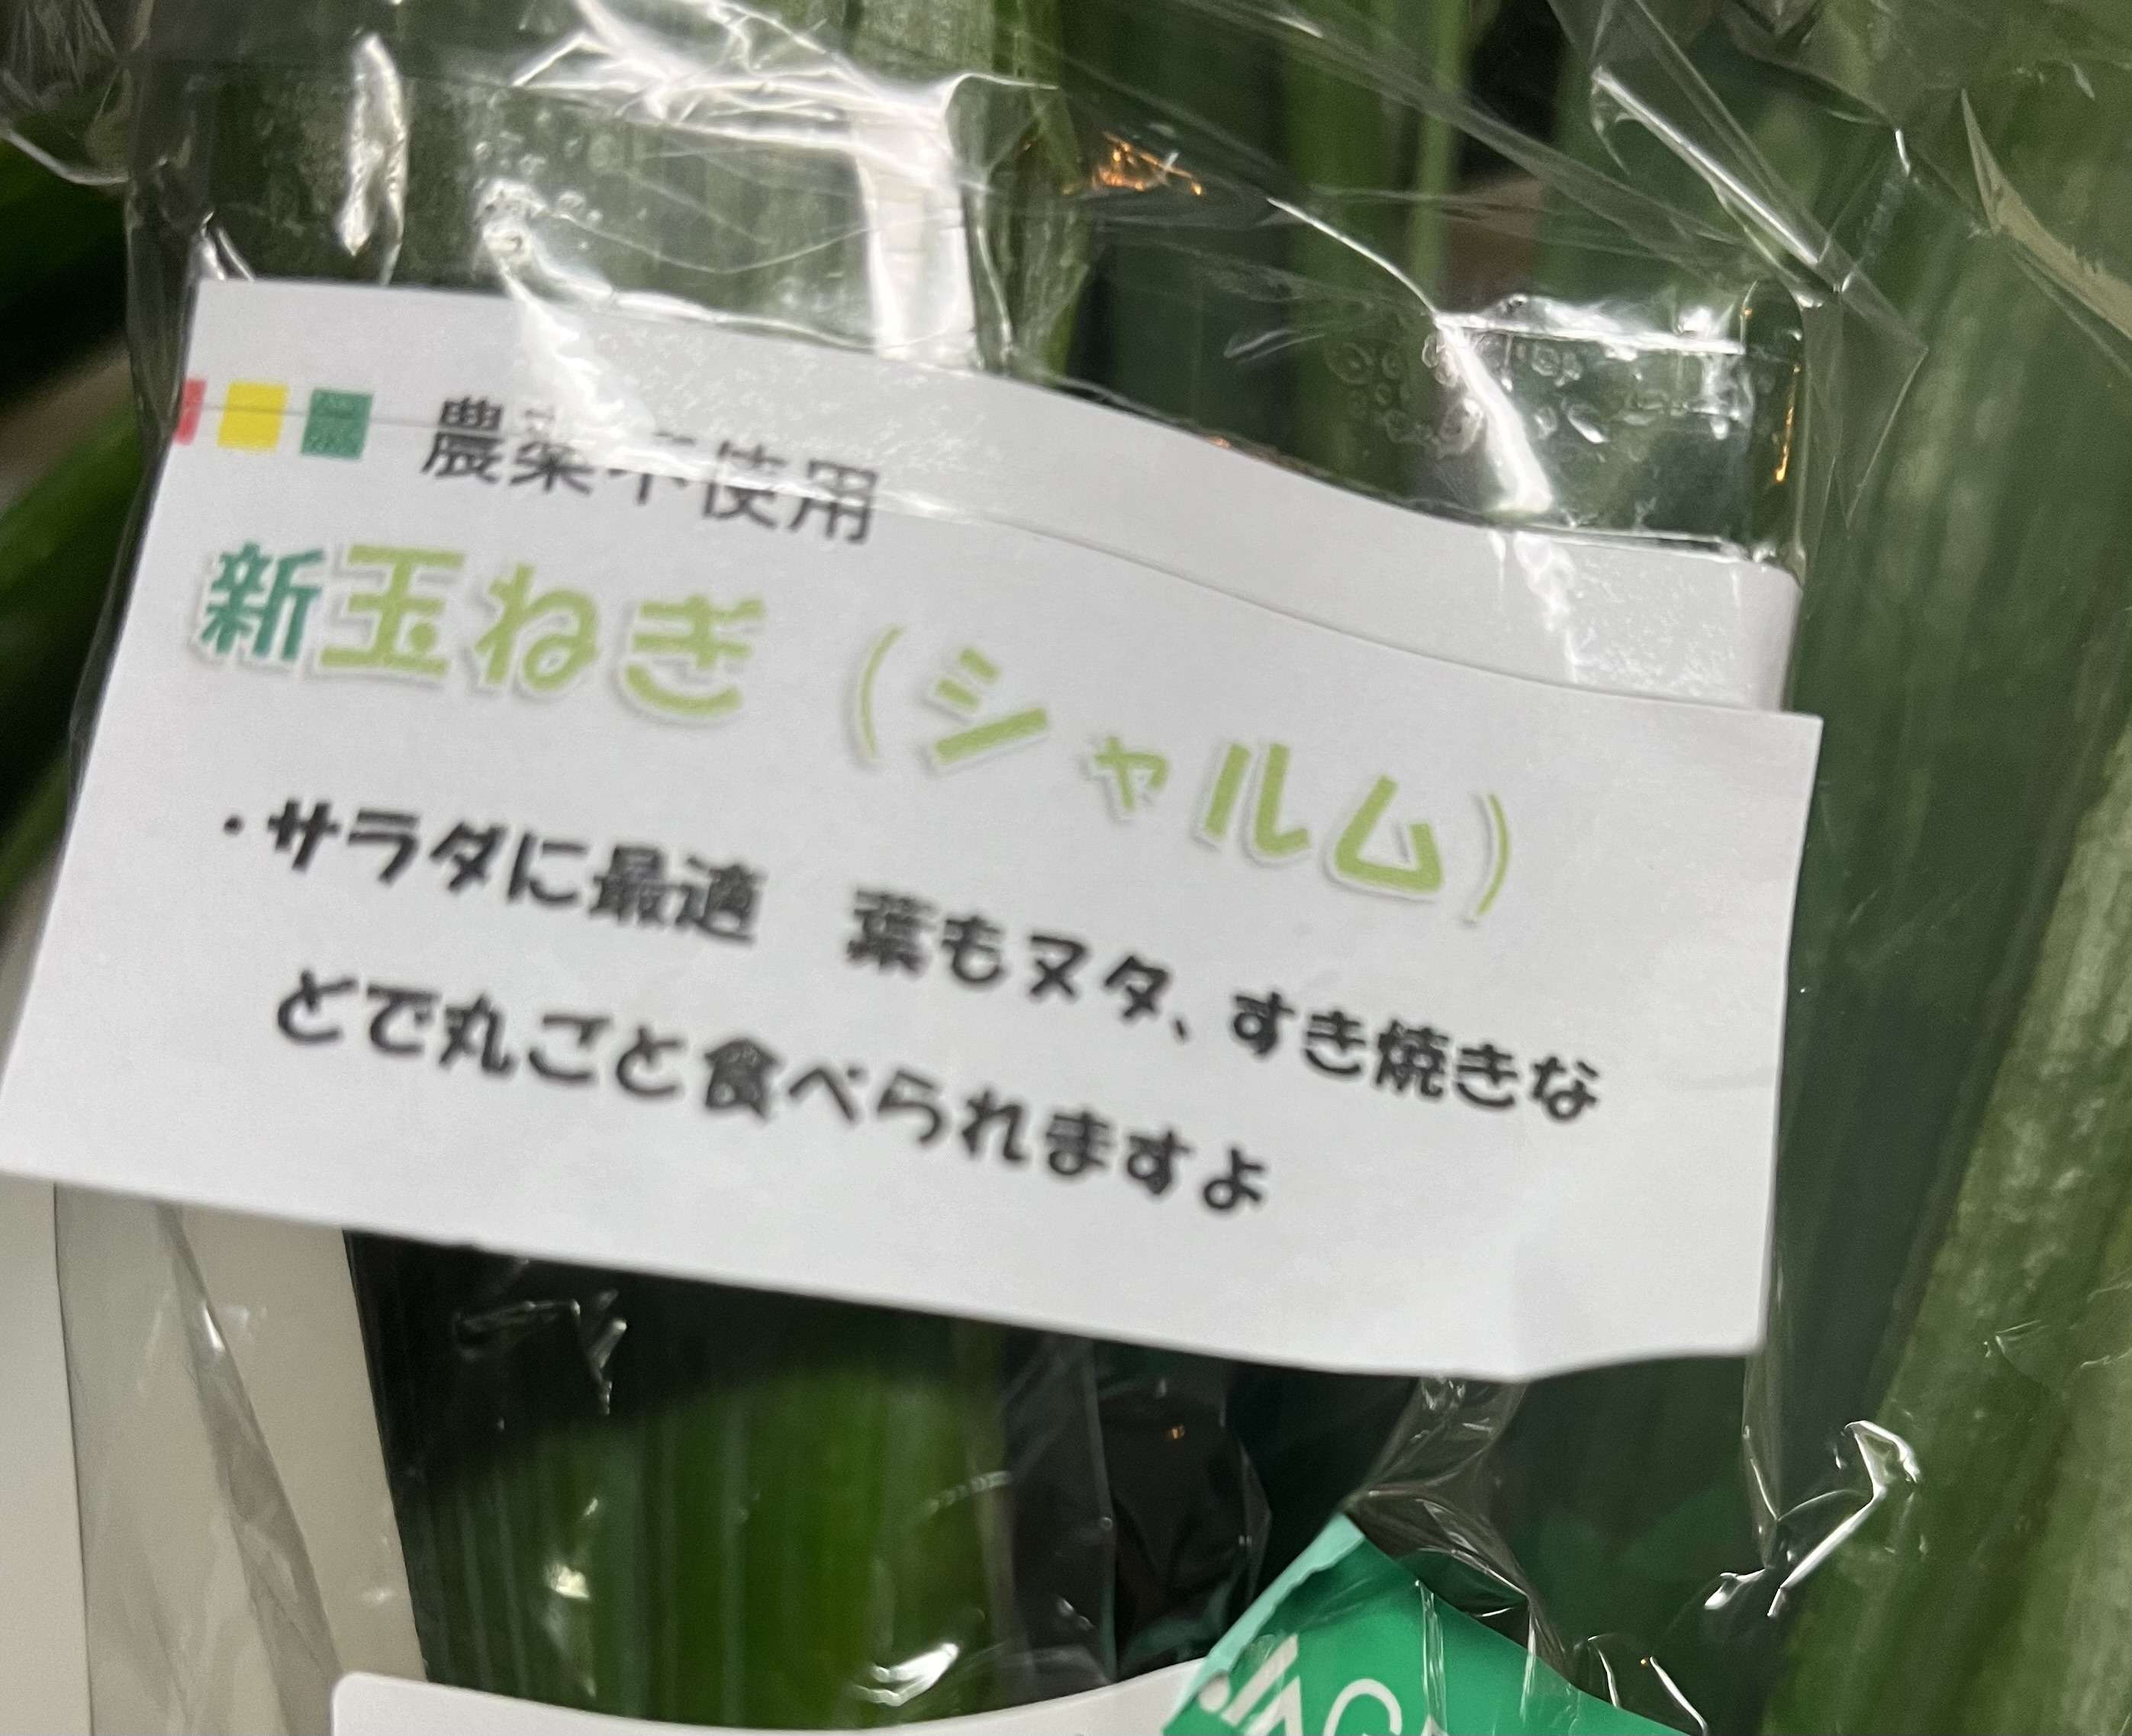 農薬不使用
新玉ねぎ（シャルム）
・サラダに最適　葉もヌタ、すき焼きな
どで丸ごと食べられますよ